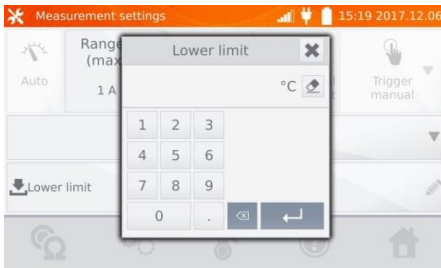 Measurement settings 15:19 2017.12.06
Range
(max
1 A
Auto
Lower limit
°C
Trigger
manual
1 2 3
4 5 6
7 8 9
0 .
Lower limit